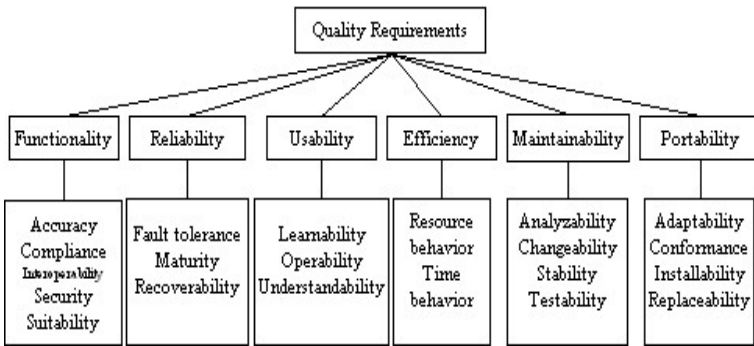 Quality Requirements
Functionality
Reliability
Usability
Efficiency
Maintainability
Portability
Accuracy
Compliance
Interoperability
Security
Suitability
Fault tolerance
Maturity
Recoverability
Learnability
Operability
Understandability
Resource
behavior
Time
behavior
Analyzability
Changeability
Stability
Testability
Adaptability
Conformance
Installability
Replaceability